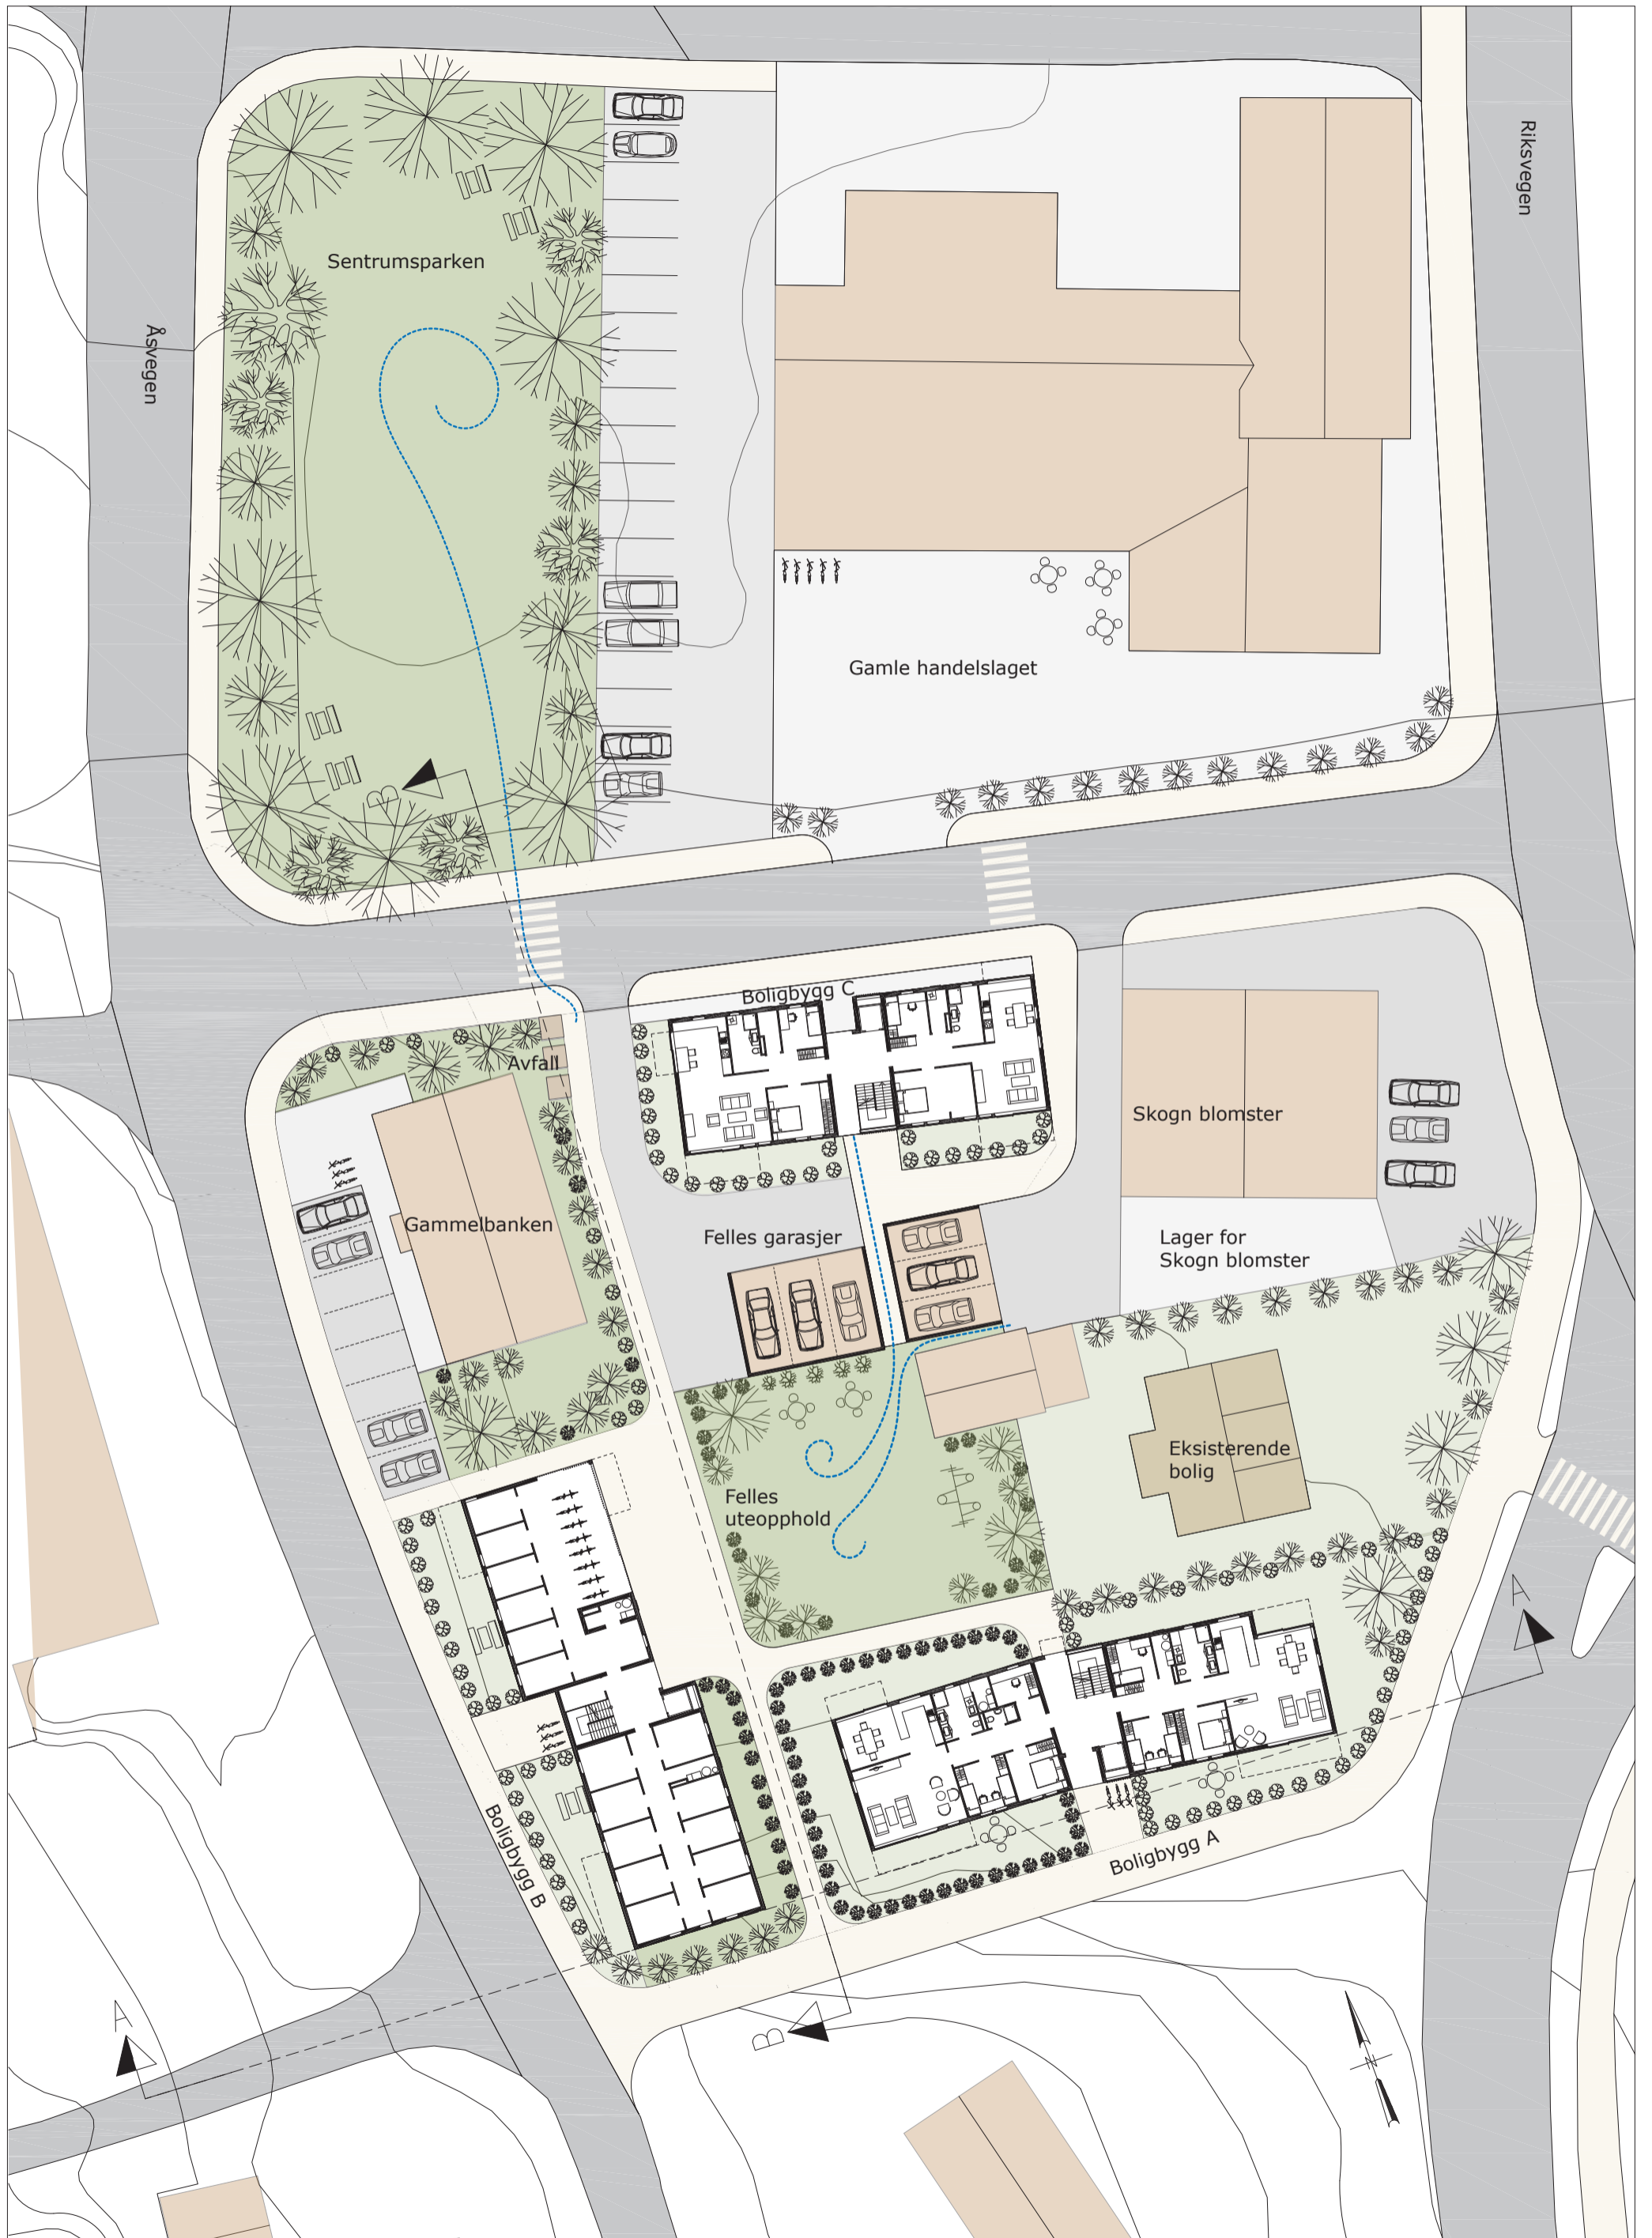 Riksvegen
Sentrumsparken
Åsvegen
Gamle handelslaget
B
Boligbygg C
Avfall
Skogn blomster
Gammelbanken
Felles garasjer
Lager for
Skogn blomster
Eksisterende
bolig
Felles
uteopphold
A
Boligbygg B
Boligbygg A
A
B
N